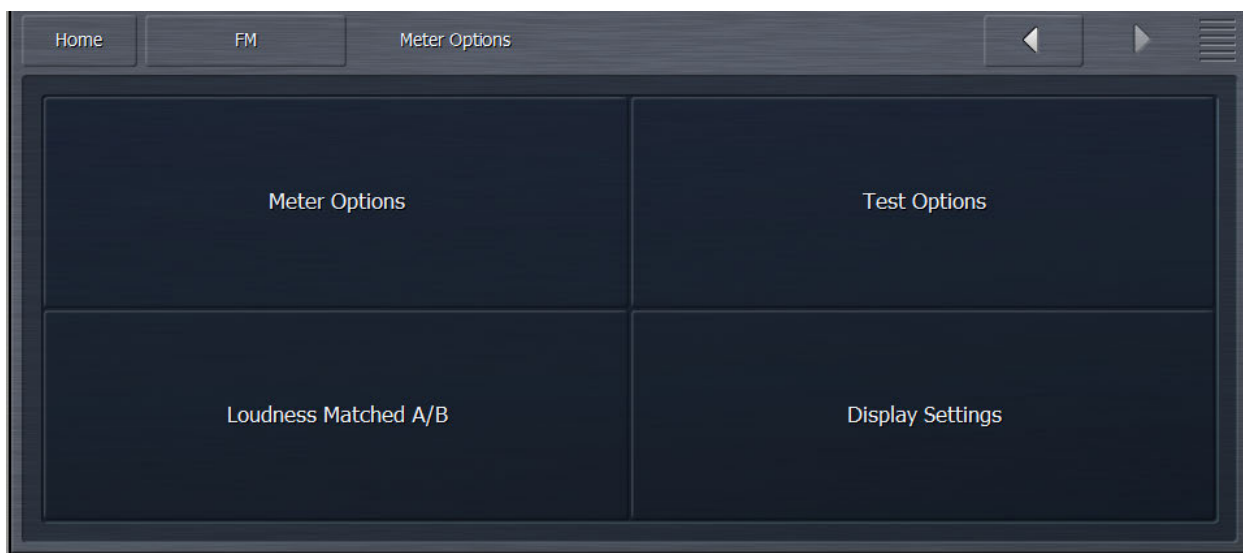 Home FM Meter Options
Meter Options Test Options
Loudness Matched A/B Display Settings